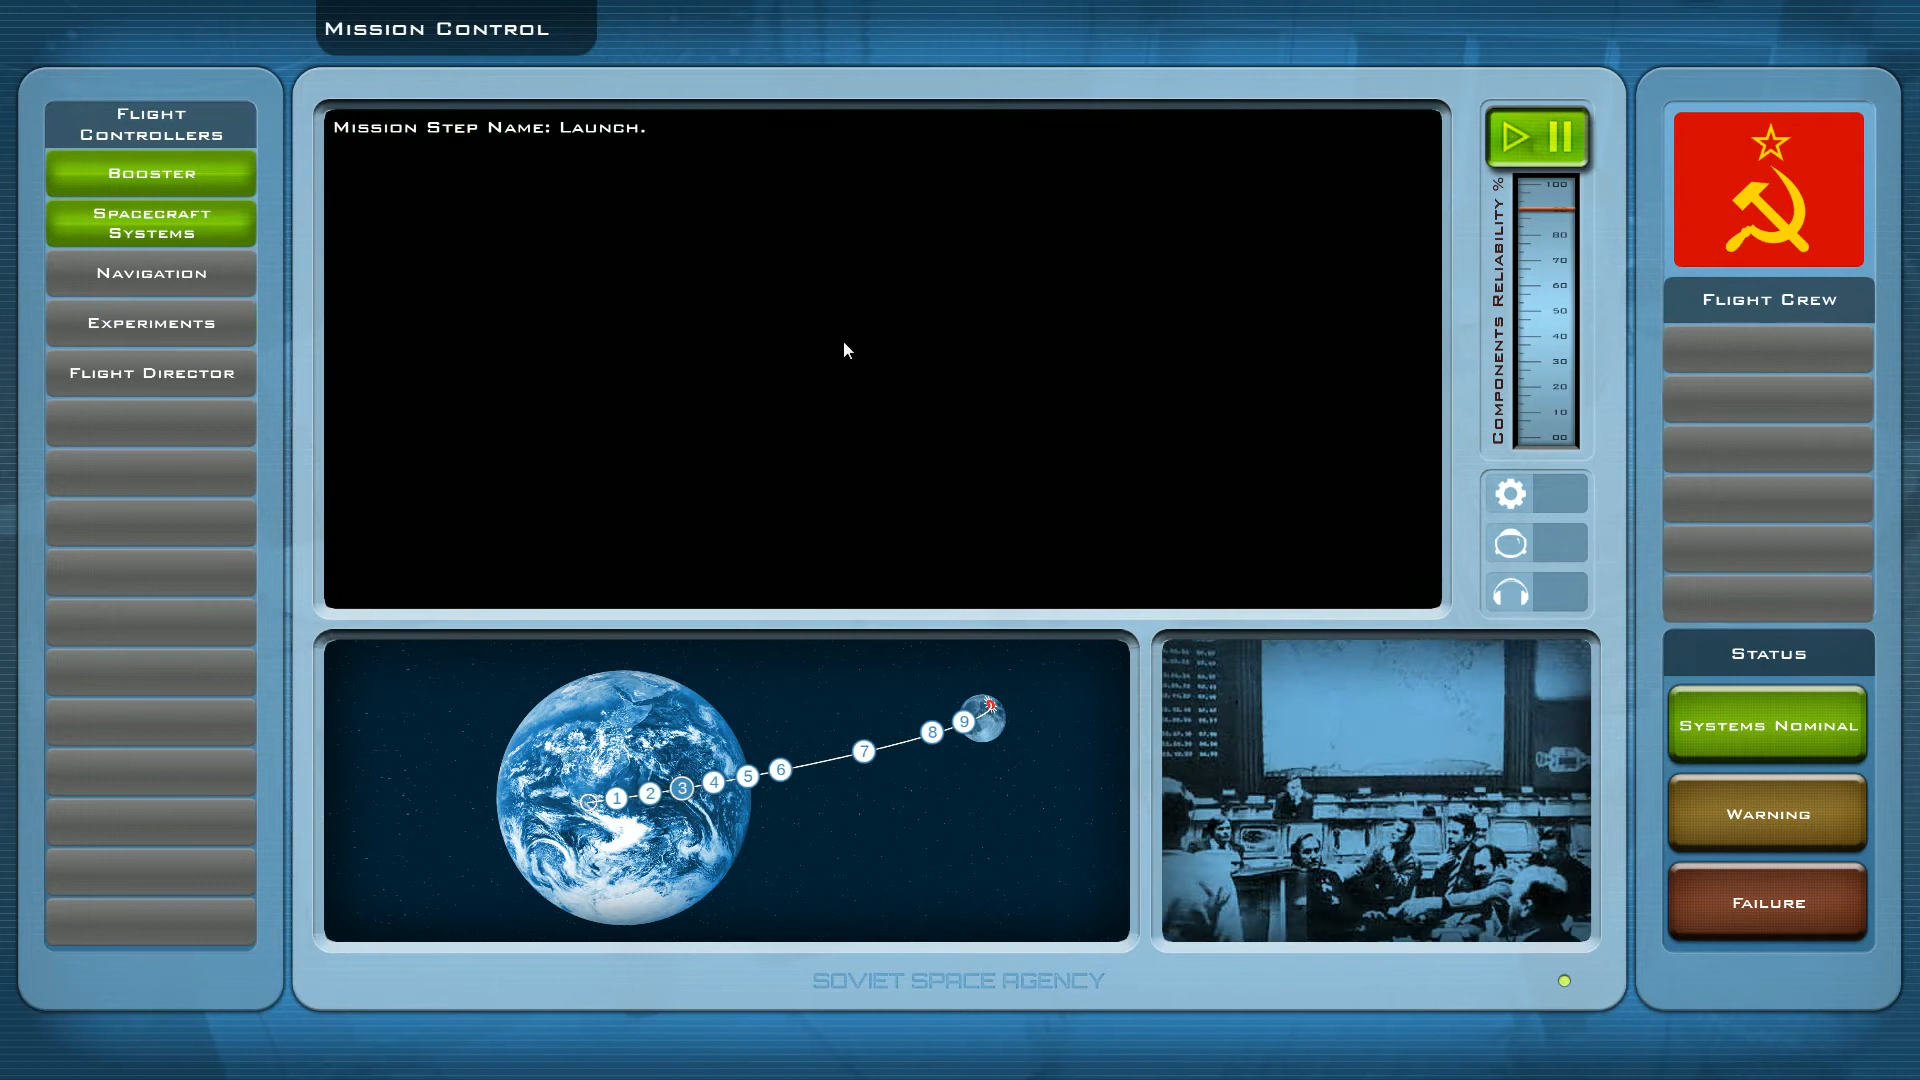 Mission Control
Flight
Controllers
Booster
Spacecraft
Systems
Navigation
Experiments
Flight Director
Mission Step Name: Launch.
Components Reliability %
100
80
70
60
50
40
30
20
10
00
Flight Crew
Status
Systems Nominal
Warning
Failure
1
2
3
4
5
6
7
8
9
SOVIET SPACE AGENCY